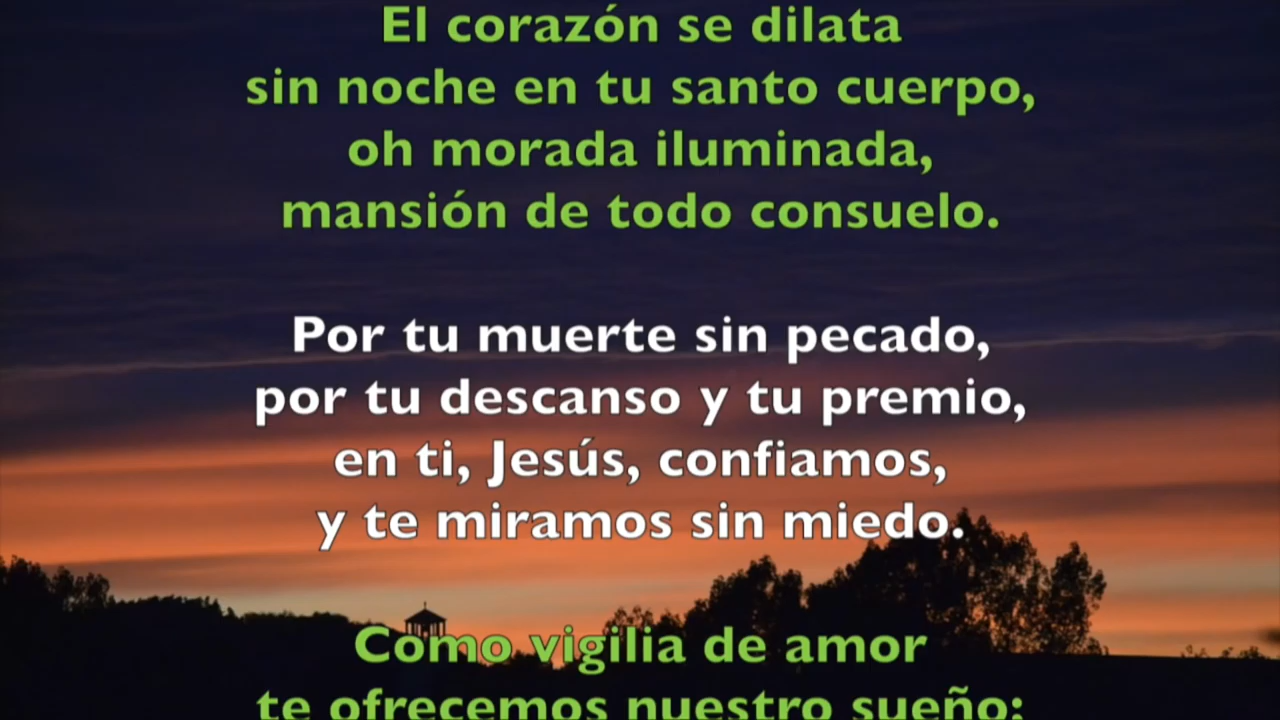 El corazón se dilata
sin noche en tu santo cuerpo,
oh morada iluminada,
mansión de todo consuelo.
Por tu muerte sin pecado,
por tu descanso y tu premio,
en ti, Jesús, confiamos,
y te miramos sin miedo.
Como vigilia de amor
te ofrecemos nuestro sueño;